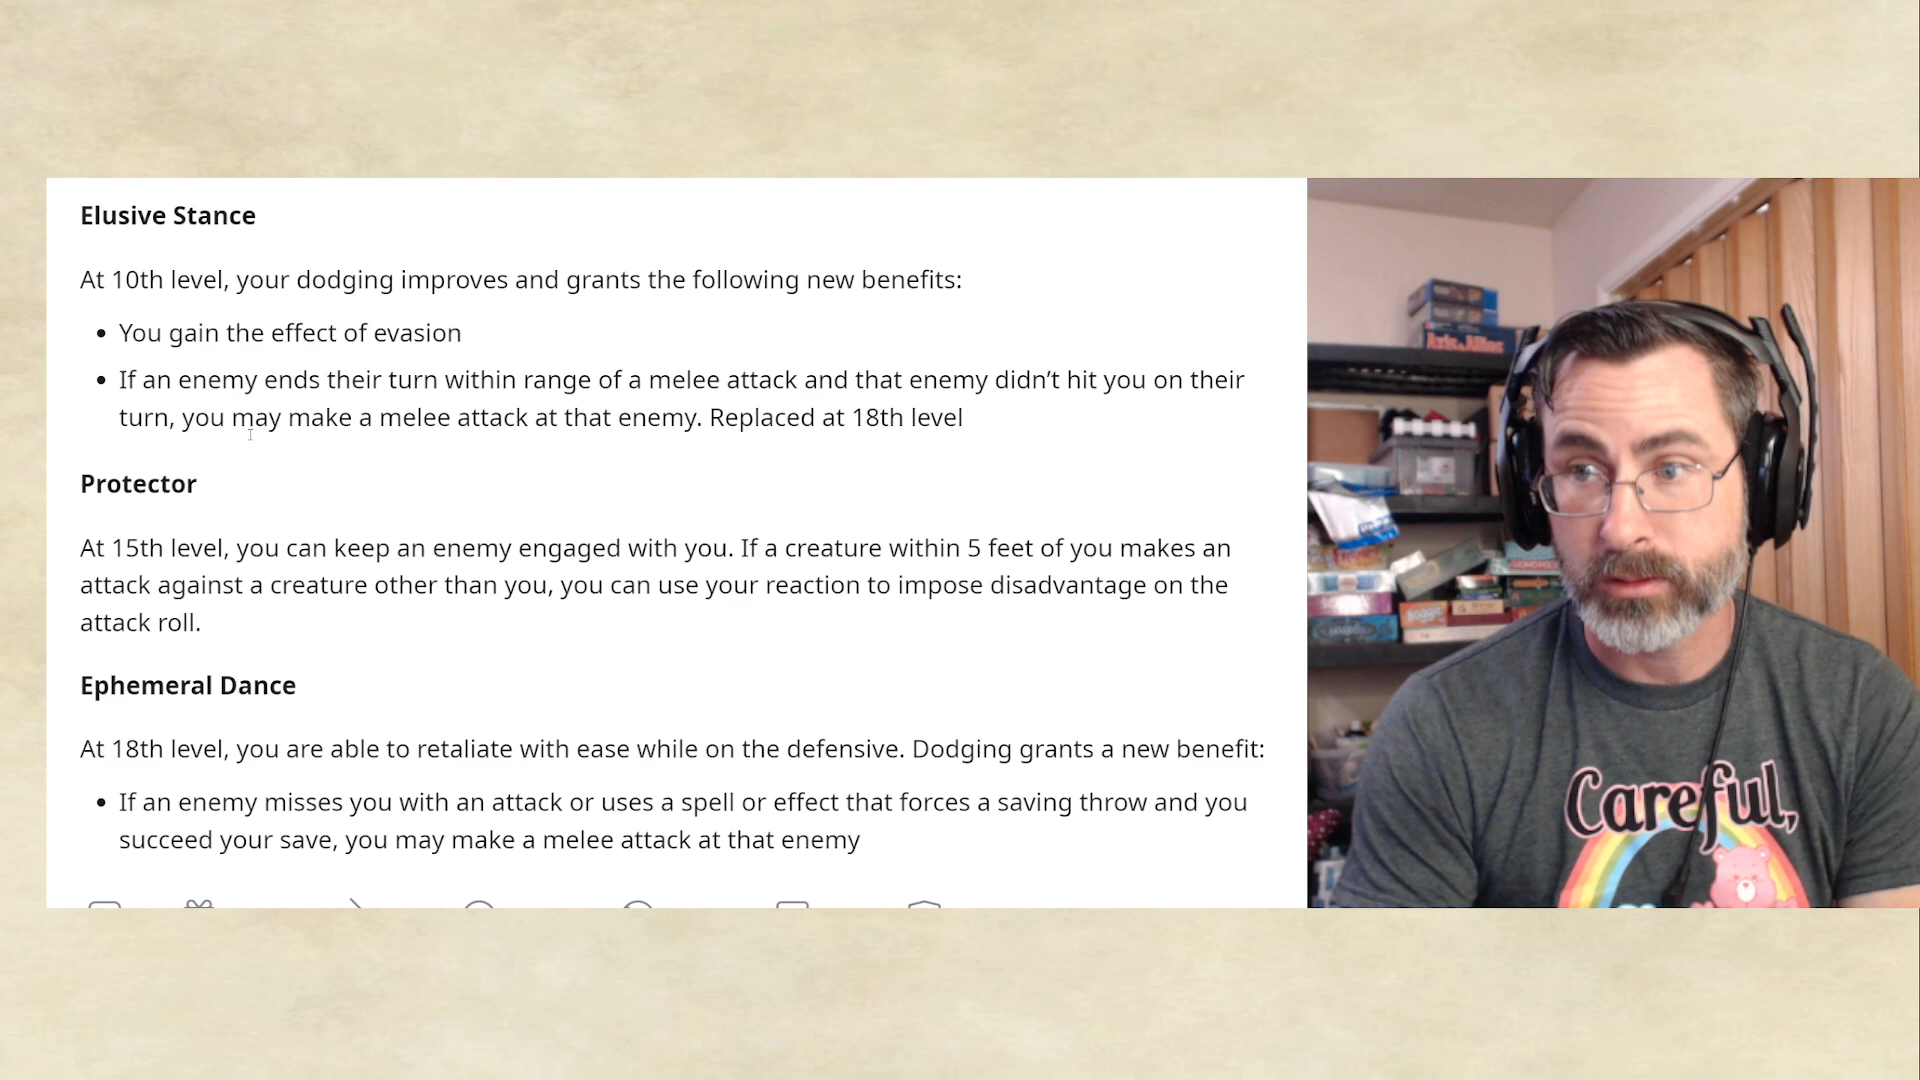 Elusive Stance
At 10th level, your dodging improves and grants the following new benefits:
• You gain the effect of evasion
• If an enemy ends their turn within range of a melee attack and that enemy didn’t hit you on their
turn, you may make a melee attack at that enemy. Replaced at 18th level
Protector
At 15th level, you can keep an enemy engaged with you. If a creature within 5 feet of you makes an
attack against a creature other than you, you can use your reaction to impose disadvantage on the
attack roll.
Ephemeral Dance
At 18th level, you are able to retaliate with ease while on the defensive. Dodging grants a new benefit:
• If an enemy misses you with an attack or uses a spell or effect that forces a saving throw and you
succeed your save, you may make a melee attack at that enemy
Axis & Allies
Careful,